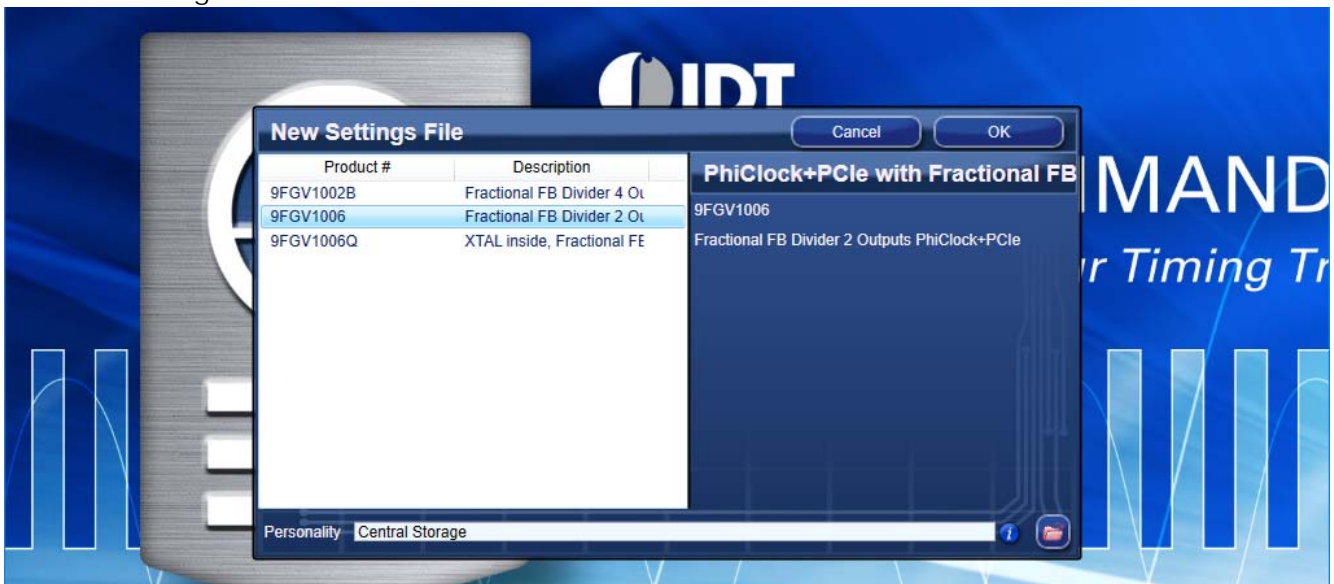 IDT
New Settings File
Cancel
OK
Product #
Description
9FGV1002B
Fractional FB Divider 4 Ou
9FGV1006
Fractional FB Divider 2 Ou
9FGV1006Q
XTAL inside, Fractional FE
PhiClock+PCIe with Fractional FB
9FGV1006
Fractional FB Divider 2 Outputs PhiClock+PCIe
MAND
r Timing Tr
Personality
Central Storage
i